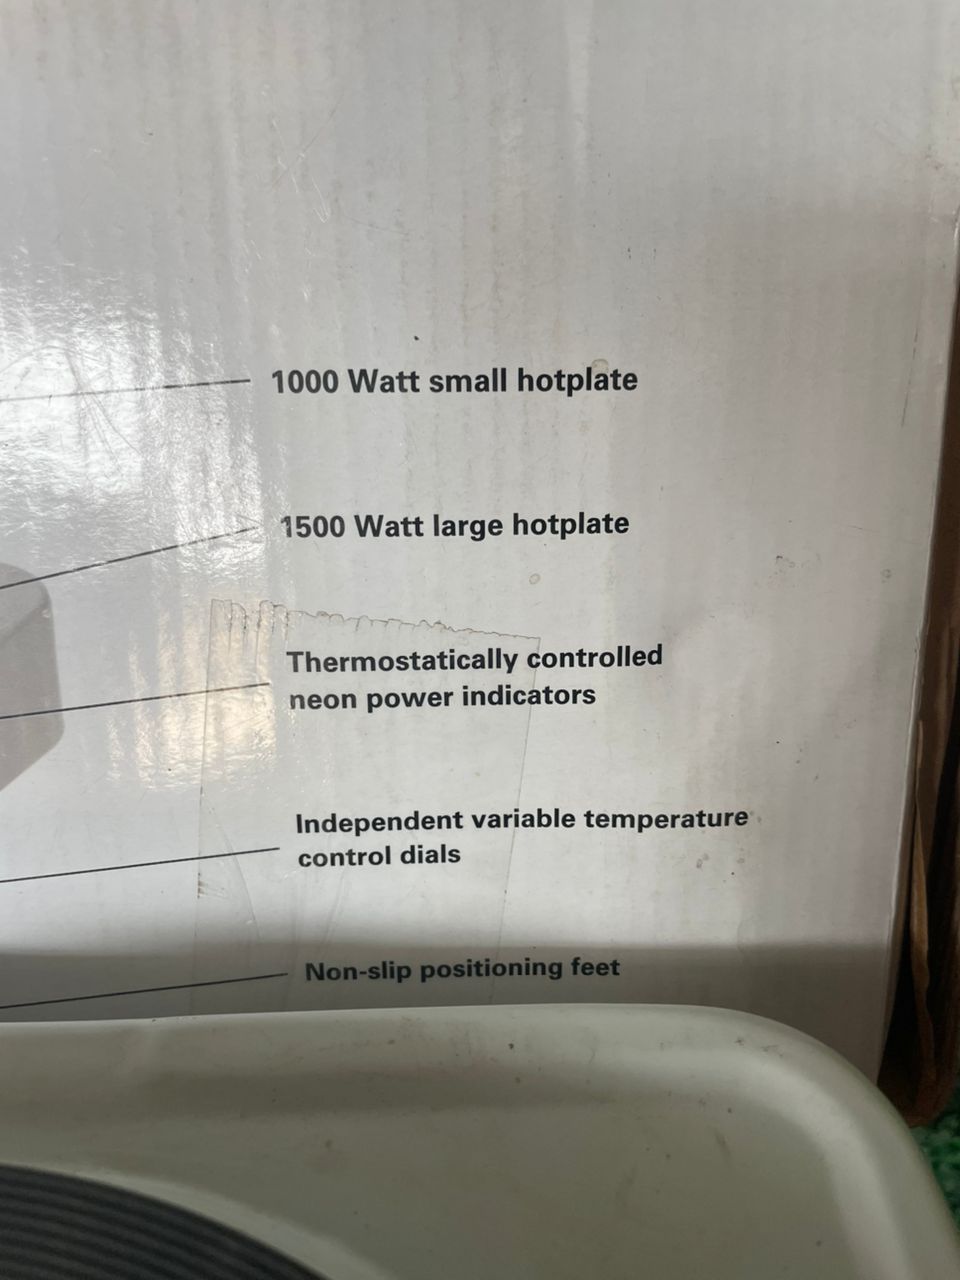 1000 Watt small hotplate
1500 Watt large hotplate
Thermostatically controlled
neon power indicators
Independent variable temperature
control dials
Non-slip positioning feet